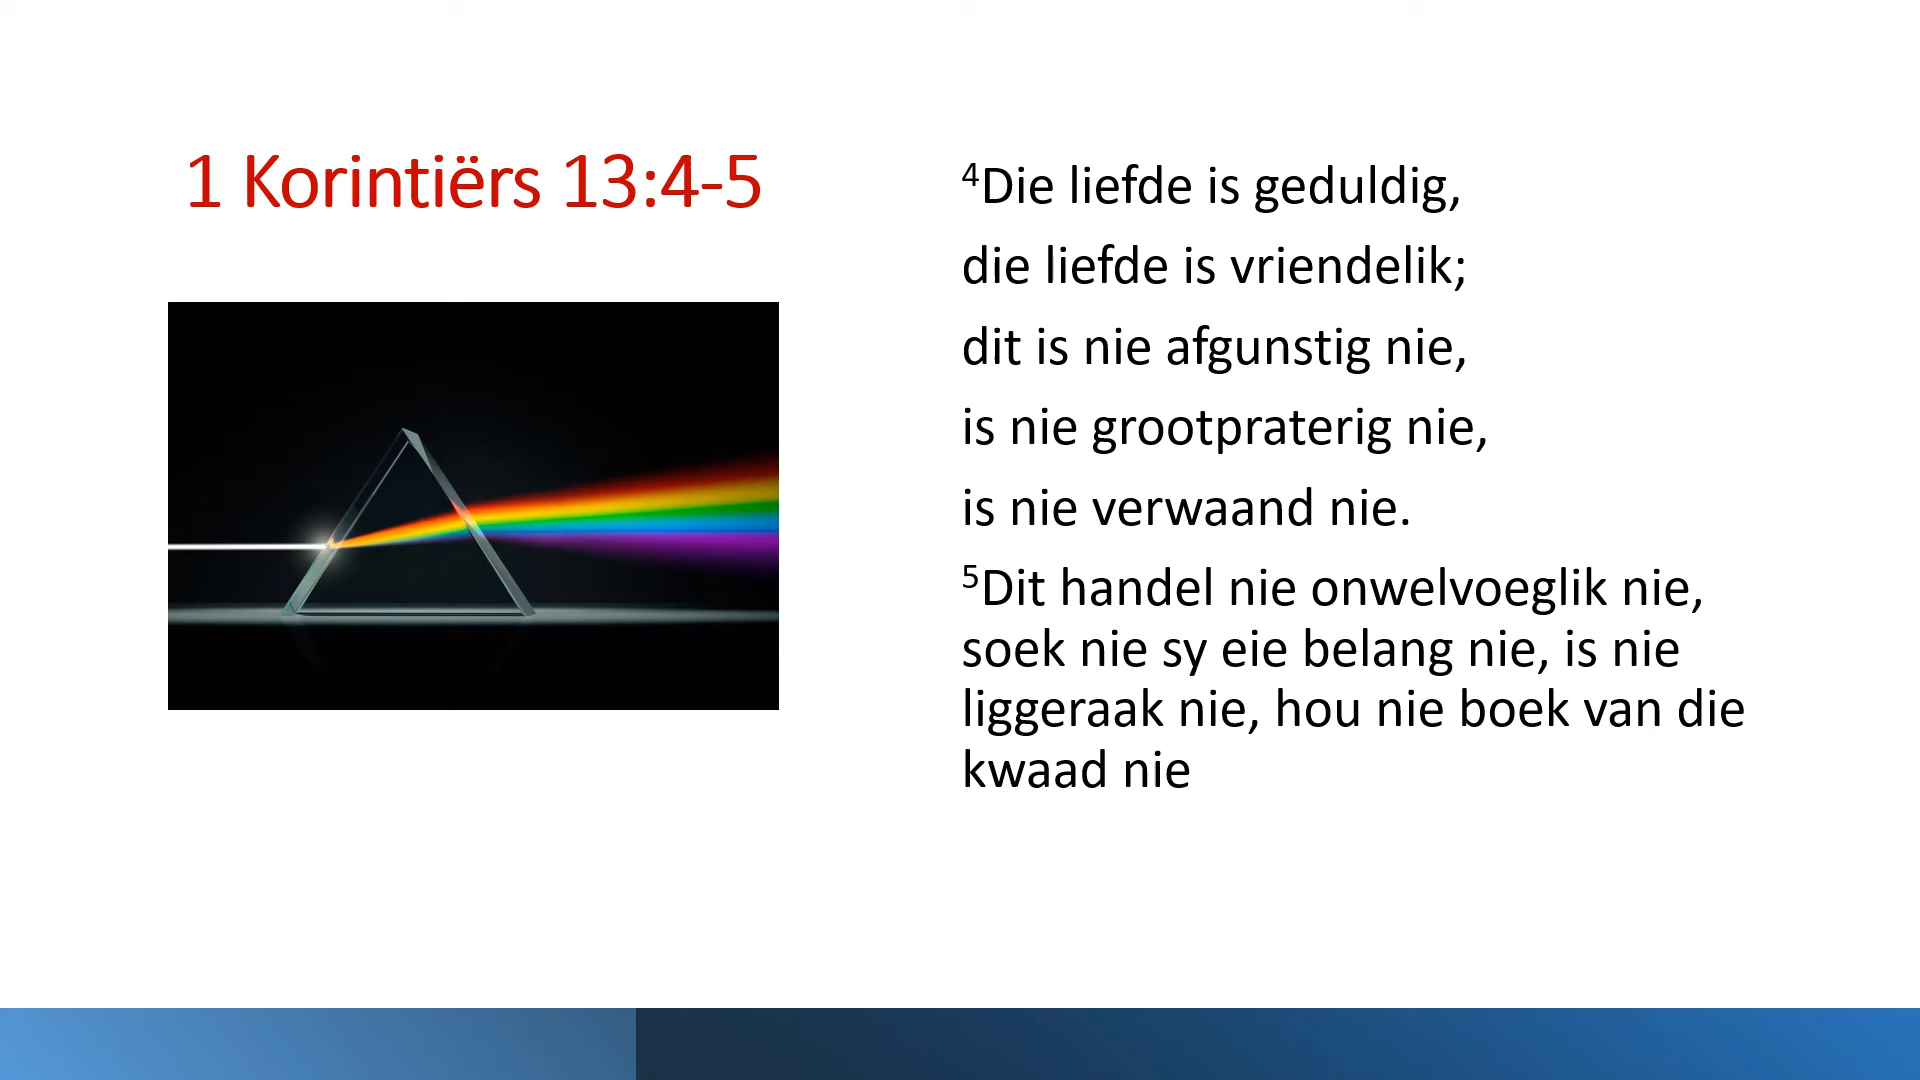 1 Korintiërs 13:4-5
⁴Die liefde is geduldig,
die liefde is vriendelik;
dit is nie afgunstig nie,
is nie grootpraterig nie,
is nie verwaand nie.
⁵Dit handel nie onwelvoeglik nie,
soek nie sy eie belang nie, is nie
liggeraak nie, hou nie boek van die
kwaad nie